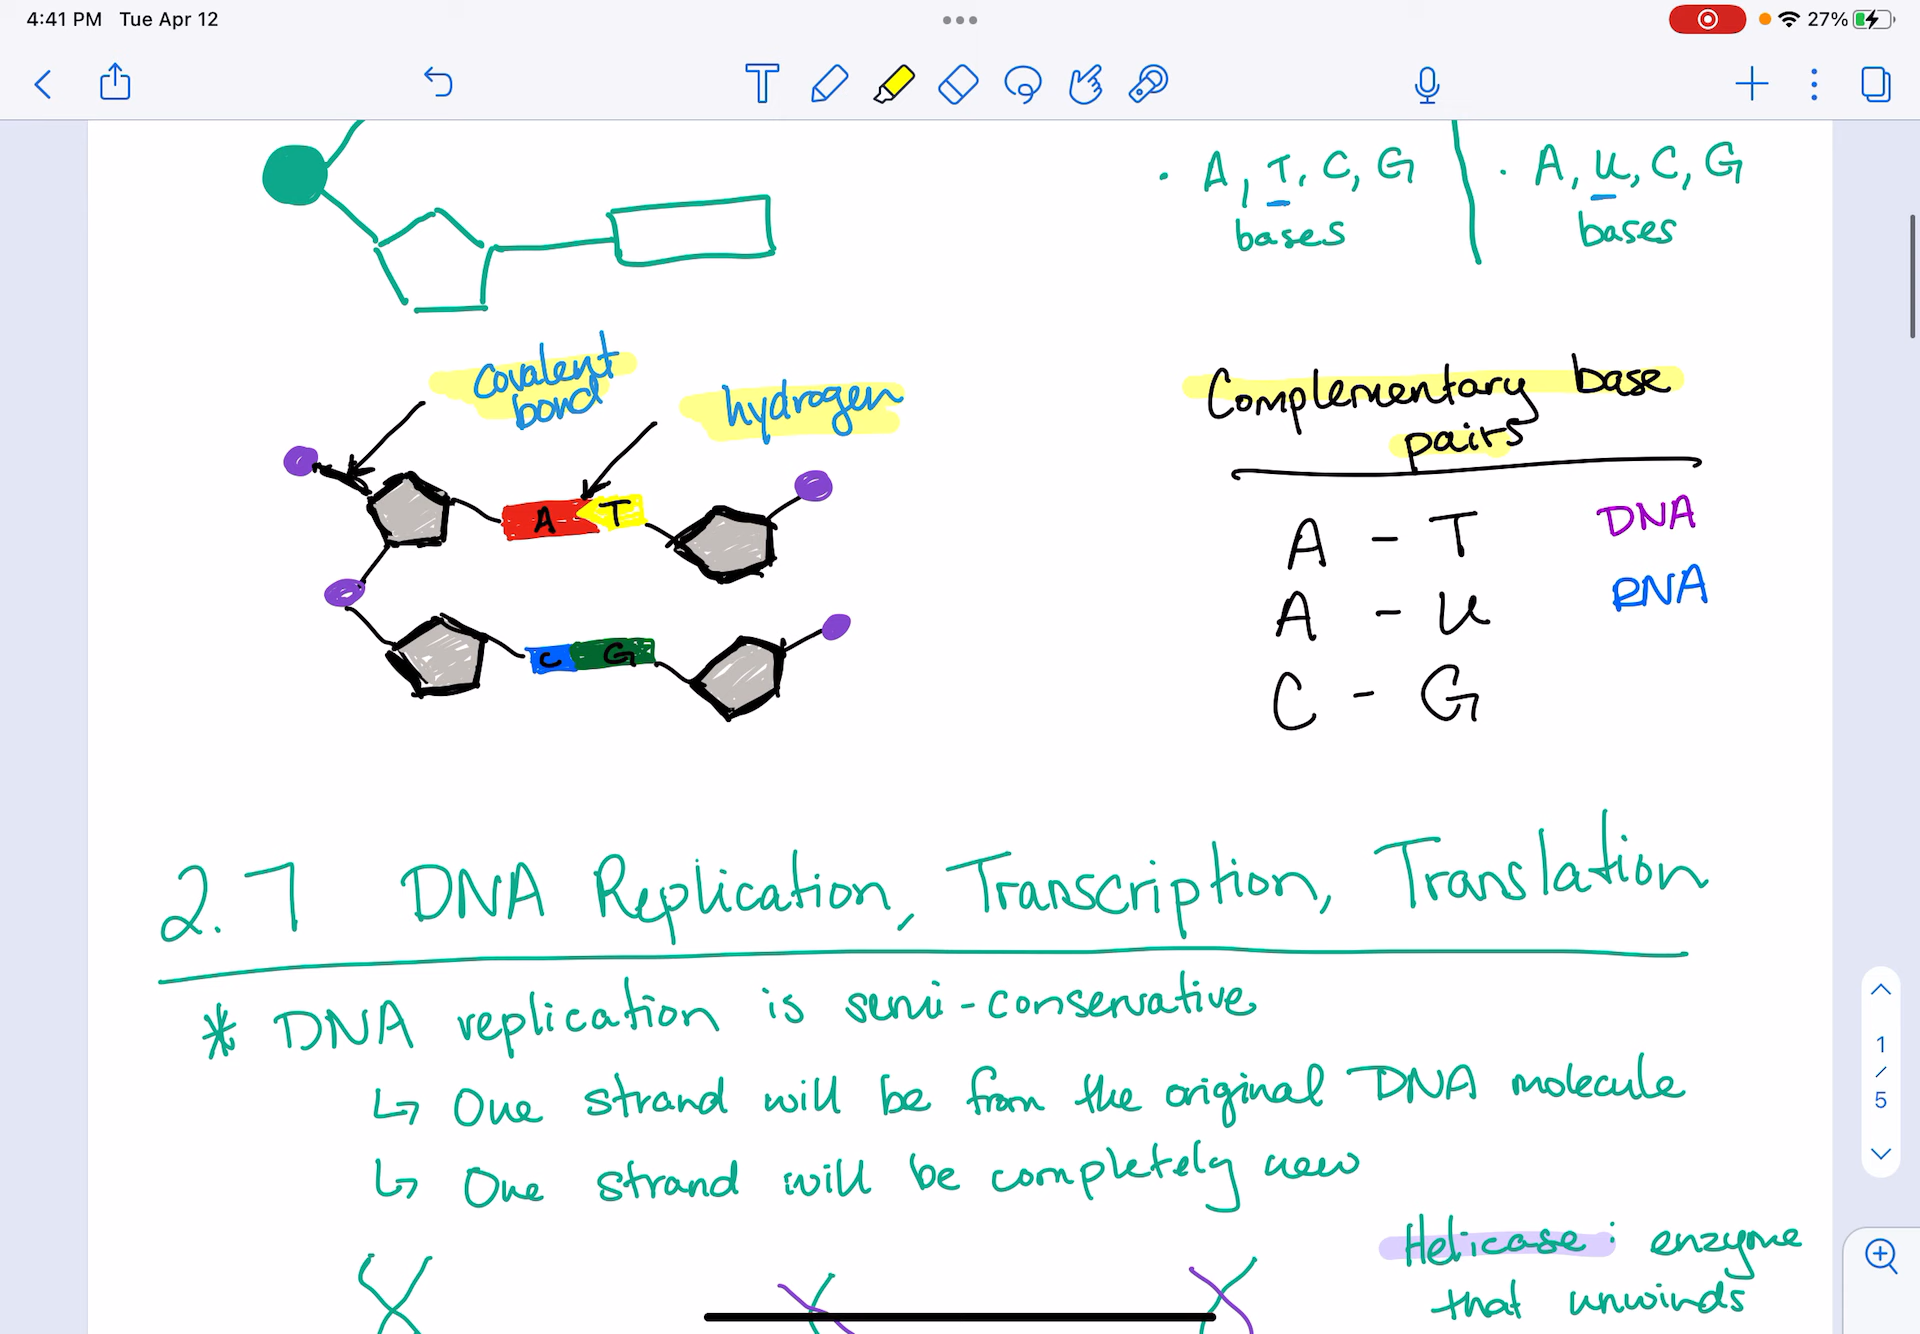 4:41 PM Tue Apr 12
27%
· A, T, C, G
bases
· A, U, C, G
bases
Covalent
bond
hydrogen
A T
C G
Complementary base
pairs
A - T DNA
A - U RNA
C - G
2.7 DNA Replication, Transcription, Translation
* DNA replication is semi-conservative
↳ One strand will be from the original DNA molecule
↳ One strand will be completely new
Helicase: enzyme
that unwinds
1
/
5